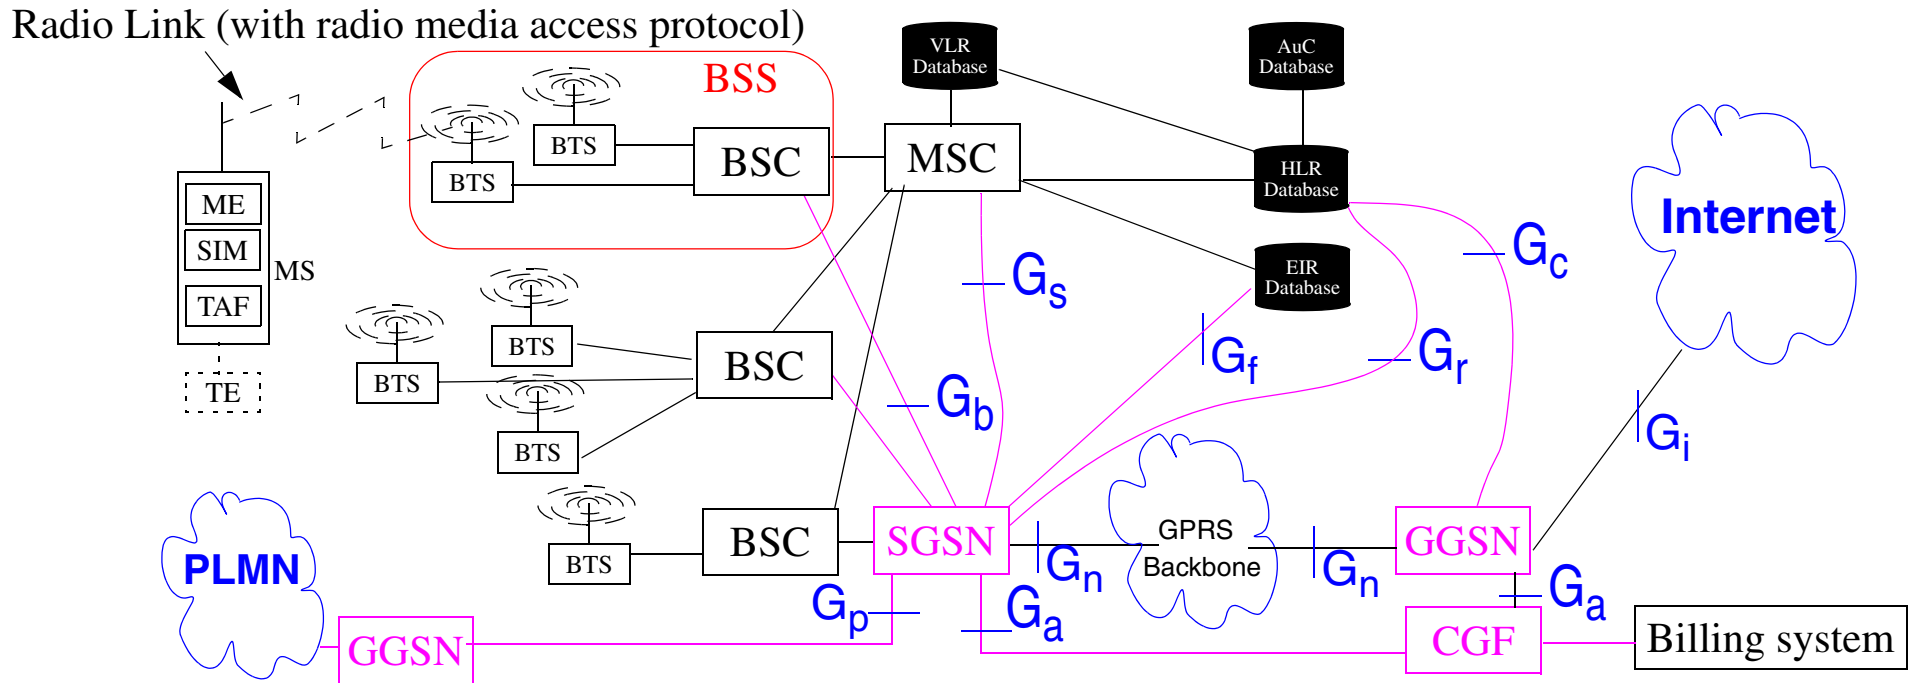 Radio Link (with radio media access protocol)
BSS
VLR
Database
AuC
Database
BTS
BTS
BSC
MSC
HLR
Database
Internet
ME
SIM
TAF
MS
TE
EIR
Database
Gs
Gc
BTS
BTS
BTS
BSC
Gb
Gf
Gr
Gi
PLMN
BTS
BSC
SGSN
Gn
GPRS
Backbone
Gn
GGSN
Gp
Ga
Ga
GGSN
CGF
Billing system